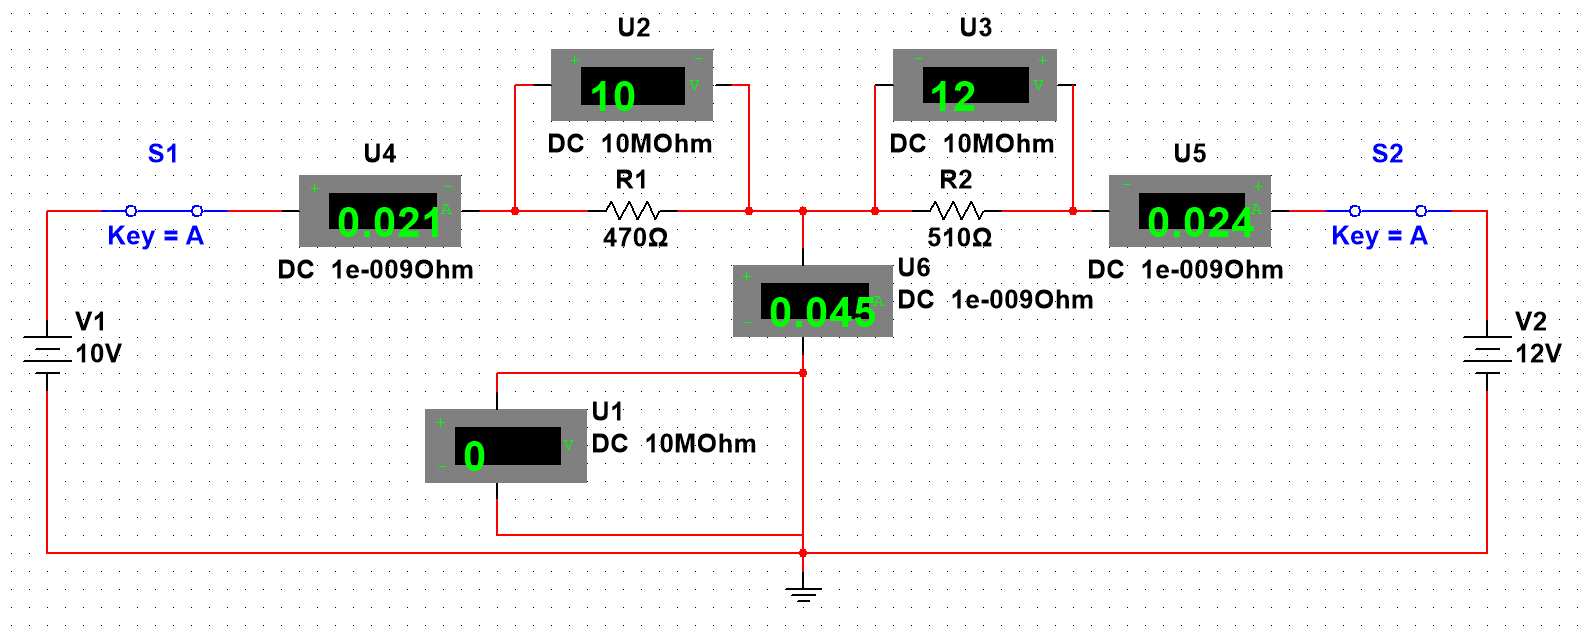 U2
+ −
10 V
DC 10MOhm
U3
− +
12 V
DC 10MOhm
S1
Key = A
U4
+ −
0.021 A
DC 1e-009Ohm
R1
470Ω
R2
510Ω
U5
− +
0.024 A
DC 1e-009Ohm
S2
Key = A
U6
+
0.045 A
−
DC 1e-009Ohm
V1
10V
V2
12V
U1
+
0 V
−
DC 10MOhm